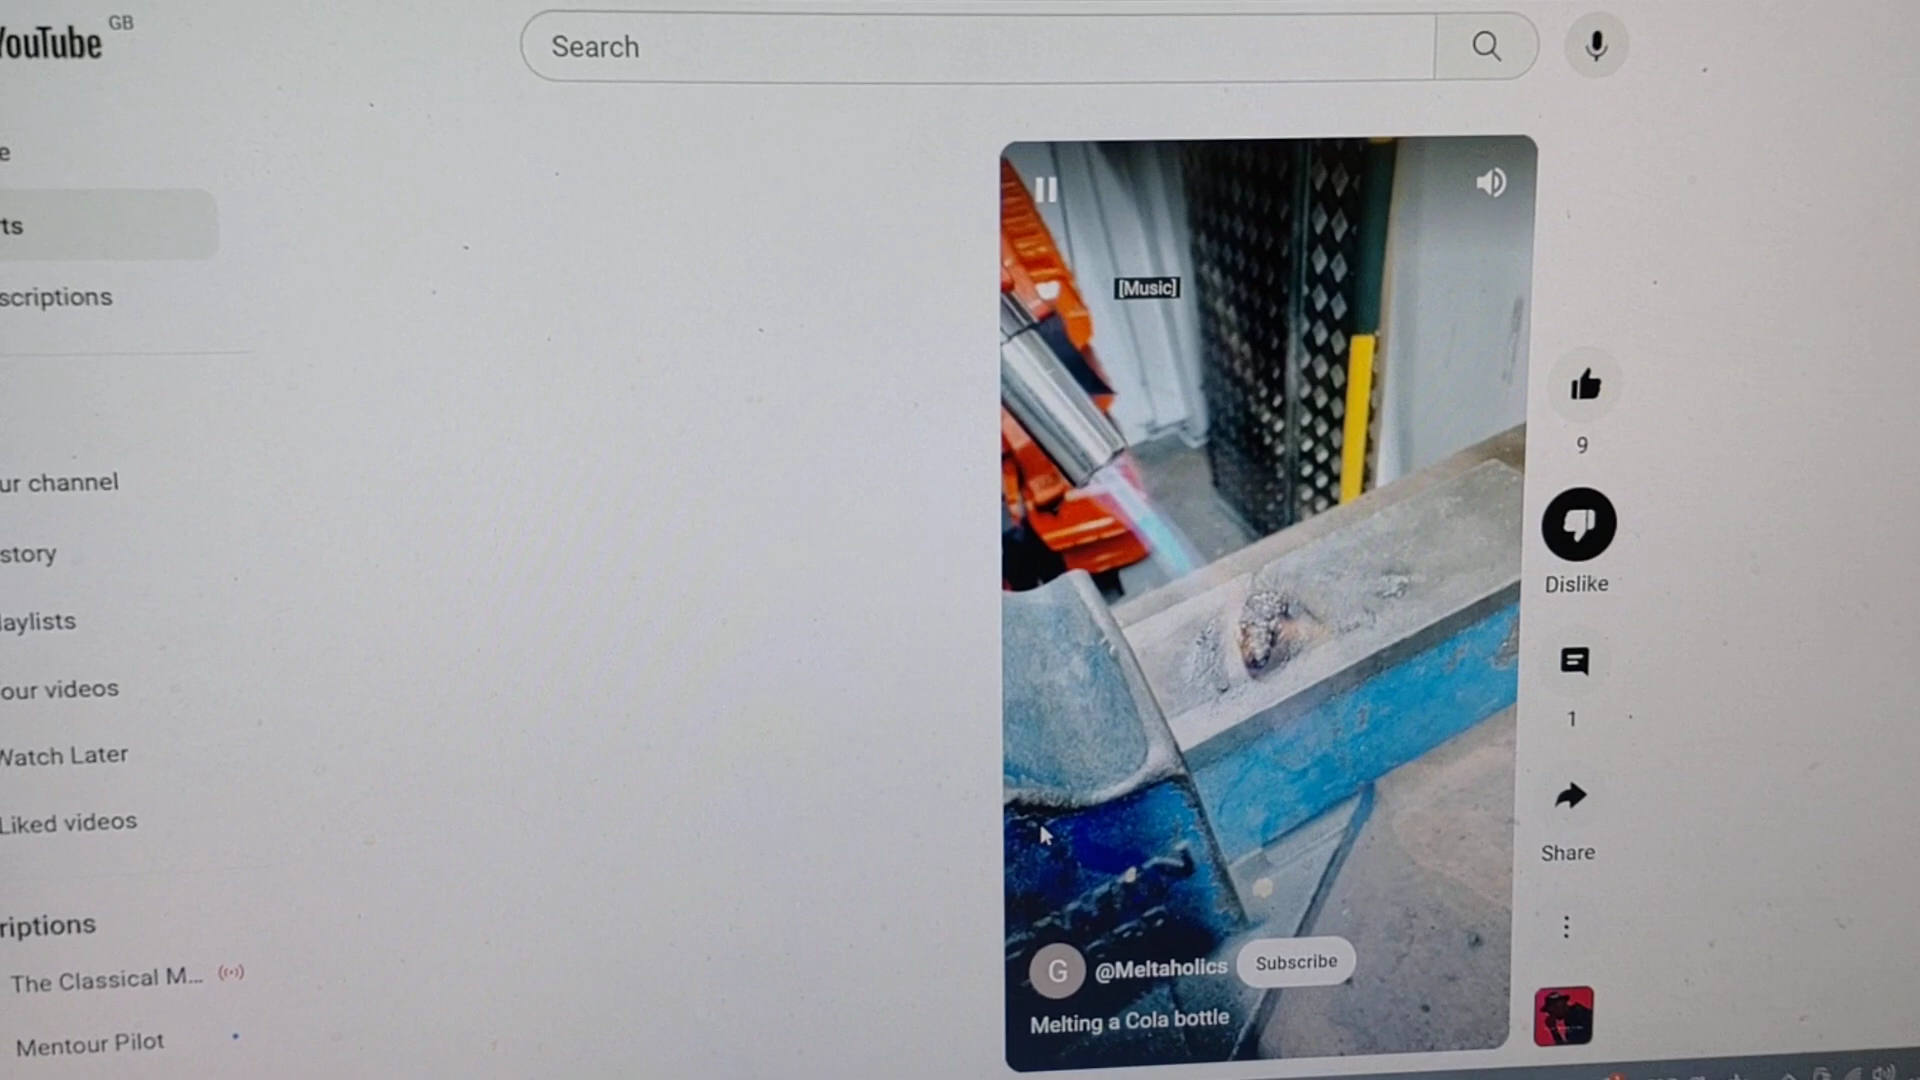 YouTube GB
Search
e
ts
scriptions
ur channel
story
laylists
our videos
Watch Later
Liked videos
riptions
The Classical M...
Mentour Pilot
[Music]
G @Meltaholics Subscribe
Melting a Cola bottle
9
Dislike
1
Share